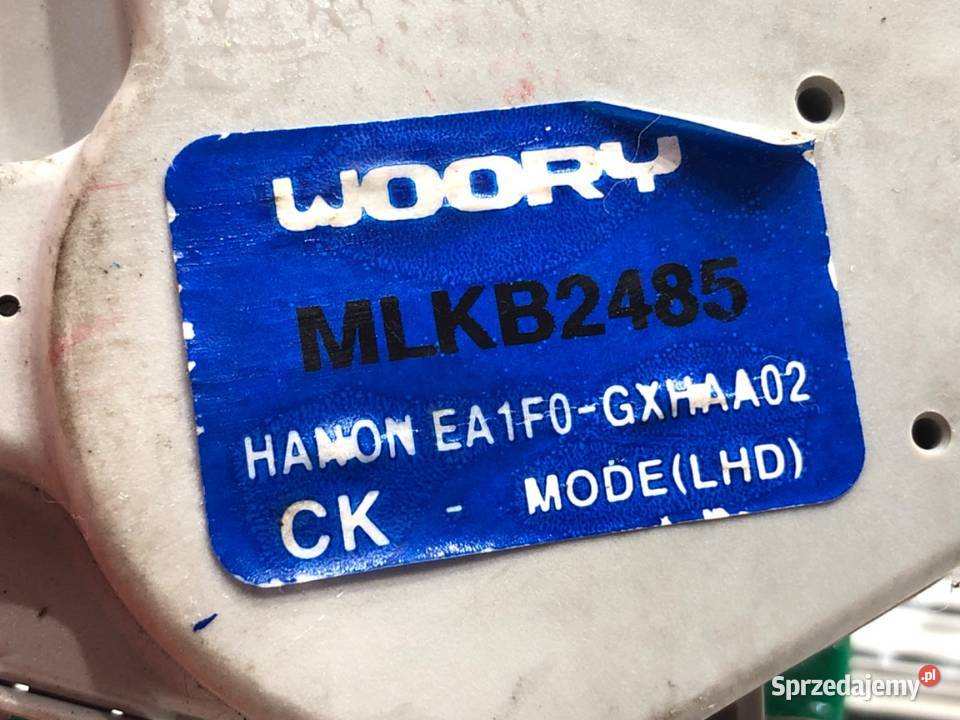 WOORY
MLKB2485
HANON EA1F0-GXHAA02
CK - MODE(LHD)
Sprzedajemy.pl